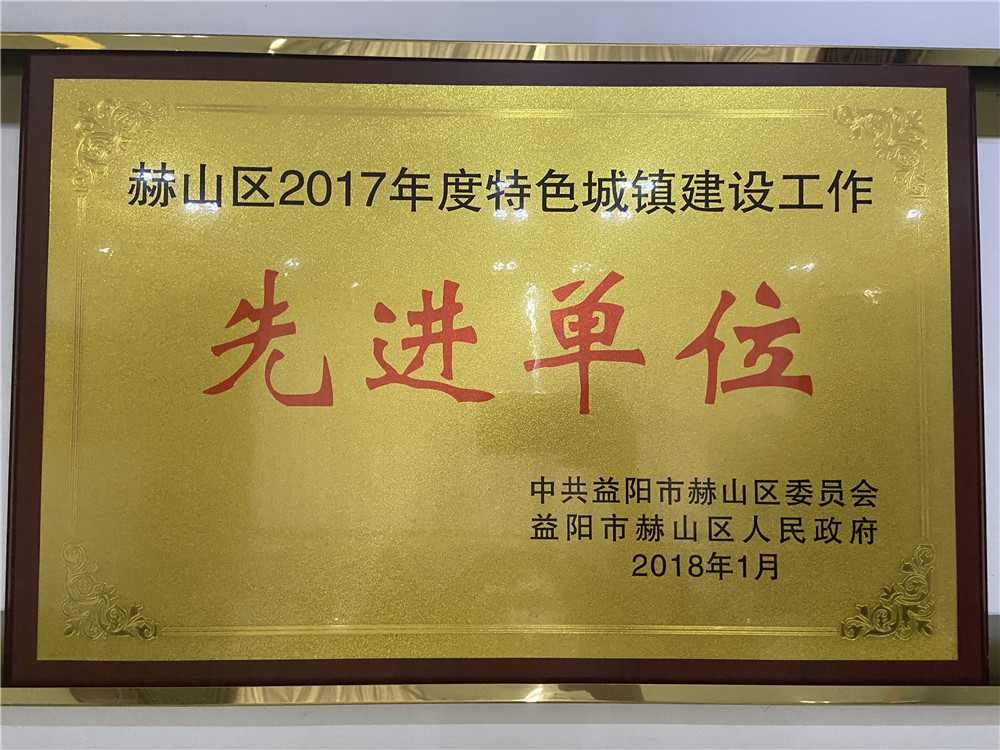 赫山区2017年度特色城镇建设工作
先进单位
中共益阳市赫山区委员会
益阳市赫山区人民政府
2018年1月